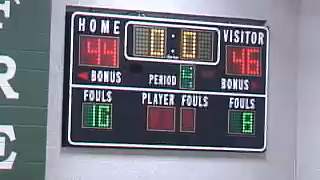 HOME 0:0 VISITOR
44 46
BONUS PERIOD 4 BONUS
FOULS PLAYER FOULS FOULS
16 8
F
R
E